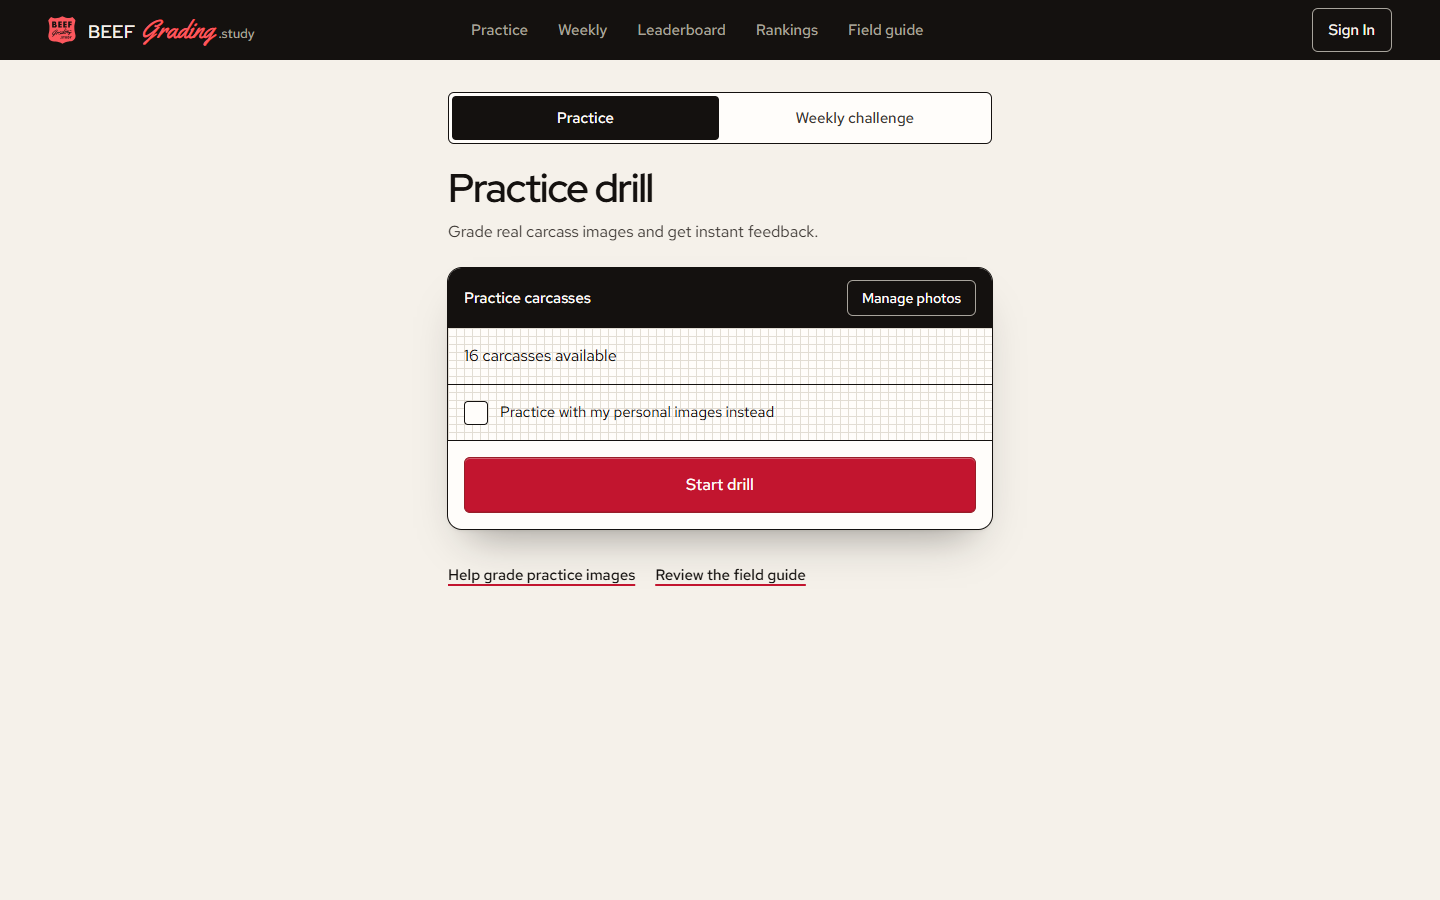 BEEF Grading.study
Practice Weekly Leaderboard Rankings Field guide
Sign In
Practice
Weekly challenge
Practice drill
Grade real carcass images and get instant feedback.
Practice carcasses
Manage photos
16 carcasses available
Practice with my personal images instead
Start drill
Help grade practice images
Review the field guide